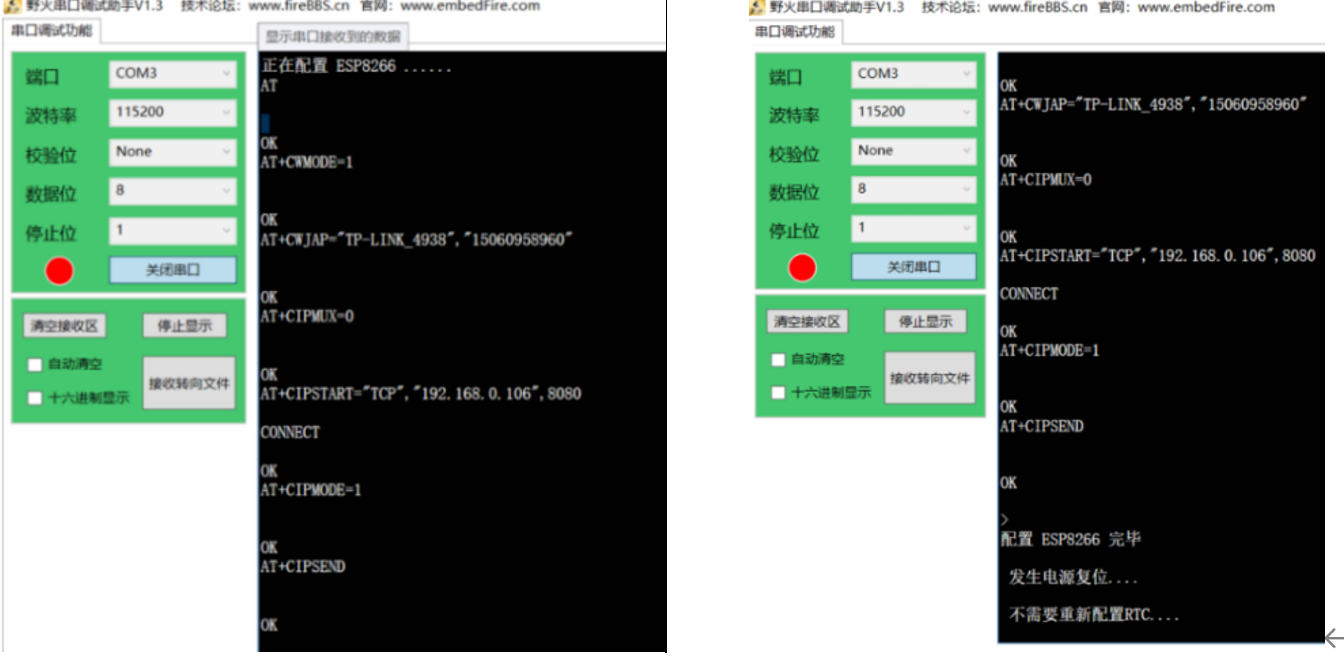 野火串口调试助手V1.3 技术论坛：www.fireBBS.cn 官网：www.embedFire.com
串口调试功能
显示串口接收到的数据
端口 COM3
波特率 115200
校验位 None
数据位 8
停止位 1
关闭串口
清空接收区 停止显示
自动清空
接收转向文件
十六进制显示
正在配置 ESP8266 ......
AT
OK
AT+CWMODE=1
OK
AT+CWJAP="TP-LINK_4938","15060958960"
OK
AT+CIPMUX=0
OK
AT+CIPSTART="TCP","192.168.0.106",8080
CONNECT
OK
AT+CIPMODE=1
OK
AT+CIPSEND
OK
野火串口调试助手V1.3 技术论坛：www.fireBBS.cn 官网：www.embedFire.com
串口调试功能
端口 COM3
波特率 115200
校验位 None
数据位 8
停止位 1
关闭串口
清空接收区 停止显示
自动清空
接收转向文件
十六进制显示
OK
AT+CWJAP="TP-LINK_4938","15060958960"
OK
AT+CIPMUX=0
OK
AT+CIPSTART="TCP","192.168.0.106",8080
CONNECT
OK
AT+CIPMODE=1
OK
AT+CIPSEND
OK
>
配置 ESP8266 完毕
发生电源复位....
不需要重新配置RTC....